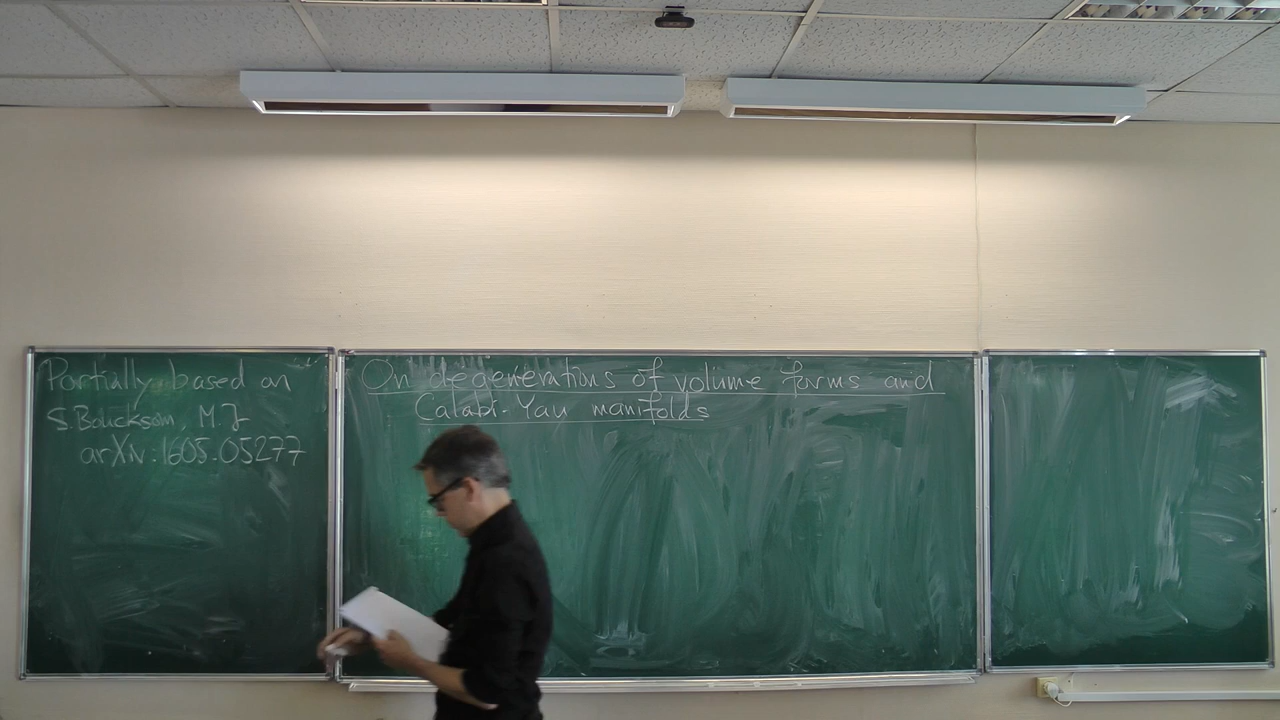 Partially based on
S. Boucksom, M. J
arXiv: 1605.05277
On degenerations of volume forms and
Calabi-Yau manifolds